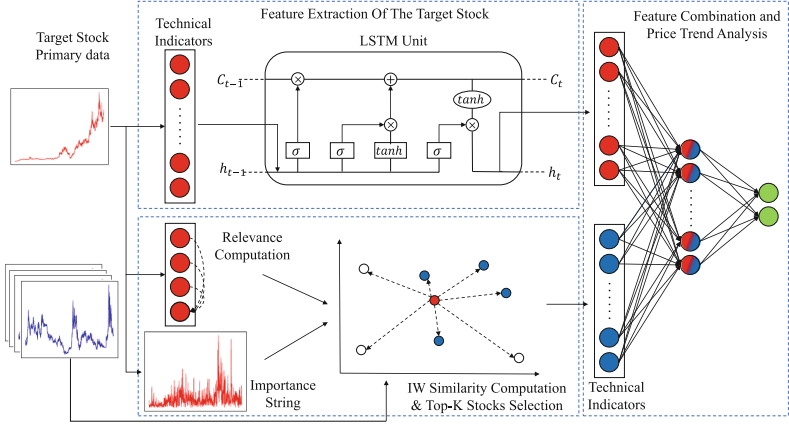 Feature Extraction Of The Target Stock
Feature Combination and
Price Trend Analysis
Target Stock
Primary data
Technical
Indicators
LSTM Unit
C_{t-1}
C_t
×
+
tanh
×
×
σ
σ
tanh
σ
h_{t-1}
h_t
Relevance
Computation
Importance
String
IW Similarity Computation
& Top-K Stocks Selection
Technical
Indicators